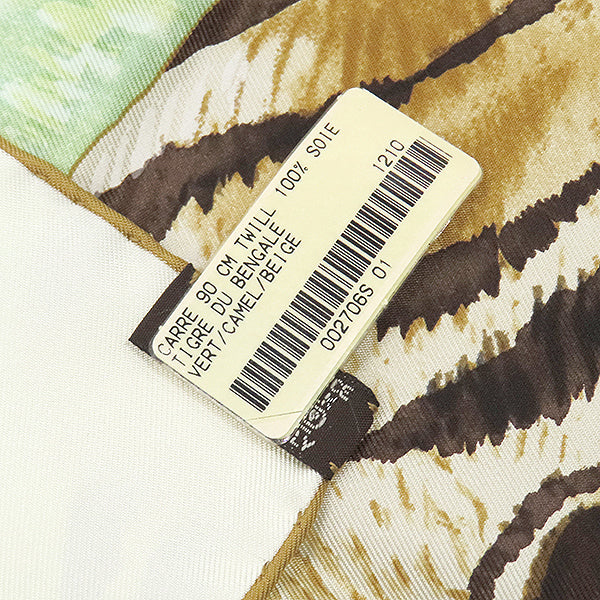 CARRE 90 CM TWILL 100% SOIE
TIGRE DU BENGALE
VERT/CAMEL/BEIGE
1210
002706S 01